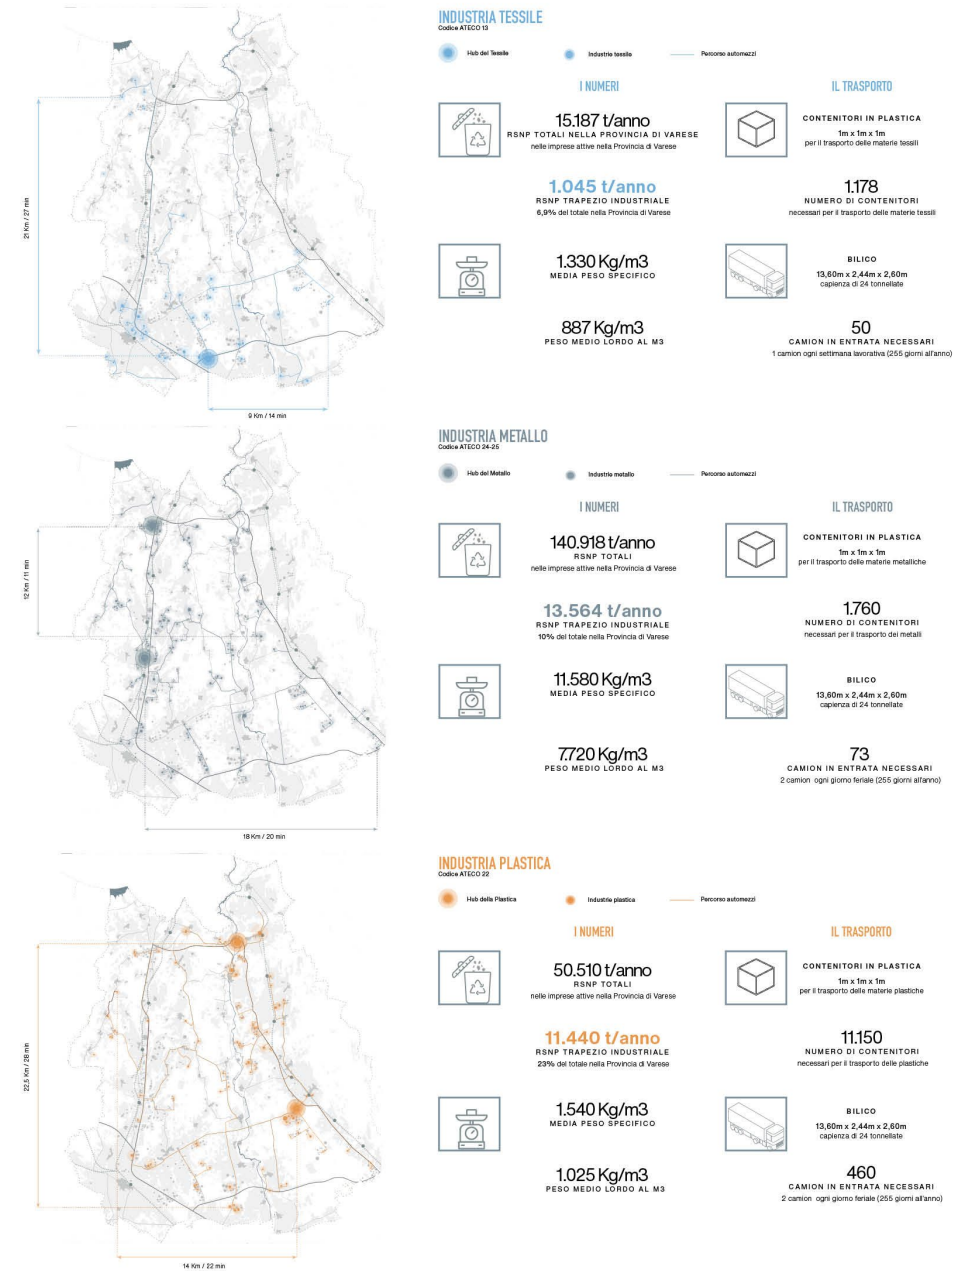 INDUSTRIA TESSILE
Codice ATECO 13
Hub del Tessile
Industrie tessile
Percorso automezzi
I NUMERI
IL TRASPORTO
15.187 t/anno
RSNP TOTALI NELLA PROVINCIA DI VARESE
nelle imprese attive nella Provincia di Varese
CONTENITORI IN PLASTICA
1m x 1m x 1m
per il trasporto delle materie tessili
1.045 t/anno
RSNP TRAPEZIO INDUSTRIALE
6,9% del totale nella Provincia di Varese
1.178
NUMERO DI CONTENITORI
necessari per il trasporto delle materie tessili
1.330 Kg/m3
MEDIA PESO SPECIFICO
BILICO
13,60m x 2,44m x 2,60m
capienza di 24 tonnellate
887 Kg/m3
PESO MEDIO LORDO AL M3
50
CAMION IN ENTRATA NECESSARI
1 camion ogni settimana lavorativa (255 giorni all'anno)
21 Km / 27 min
9 Km / 14 min
INDUSTRIA METALLO
Codice ATECO 24-25
Hub del Metallo
Industrie metallo
Percorso automezzi
I NUMERI
IL TRASPORTO
140.918 t/anno
RSNP TOTALI
nelle imprese attive nella Provincia di Varese
CONTENITORI IN PLASTICA
1m x 1m x 1m
per il trasporto delle materie metalliche
13.564 t/anno
RSNP TRAPEZIO INDUSTRIALE
10% del totale nella Provincia di Varese
1.760
NUMERO DI CONTENITORI
necessari per il trasporto dei metalli
11.580 Kg/m3
MEDIA PESO SPECIFICO
BILICO
13,60m x 2,44m x 2,60m
capienza di 24 tonnellate
7.720 Kg/m3
PESO MEDIO LORDO AL M3
73
CAMION IN ENTRATA NECESSARI
2 camion ogni giorno feriale (255 giorni all'anno)
12 Km / 11 min
18 Km / 20 min
INDUSTRIA PLASTICA
Codice ATECO 22
Hub della Plastica
Industrie plastica
Percorso automezzi
I NUMERI
IL TRASPORTO
50.510 t/anno
RSNP TOTALI
nelle imprese attive nella Provincia di Varese
CONTENITORI IN PLASTICA
1m x 1m x 1m
per il trasporto delle materie plastiche
11.440 t/anno
RSNP TRAPEZIO INDUSTRIALE
23% del totale nella Provincia di Varese
11.150
NUMERO DI CONTENITORI
necessari per il trasporto delle plastiche
1.540 Kg/m3
MEDIA PESO SPECIFICO
BILICO
13,60m x 2,44m x 2,60m
capienza di 24 tonnellate
1.025 Kg/m3
PESO MEDIO LORDO AL M3
460
CAMION IN ENTRATA NECESSARI
2 camion ogni giorno feriale (255 giorni all'anno)
22,5 Km / 28 min
14 Km / 22 min